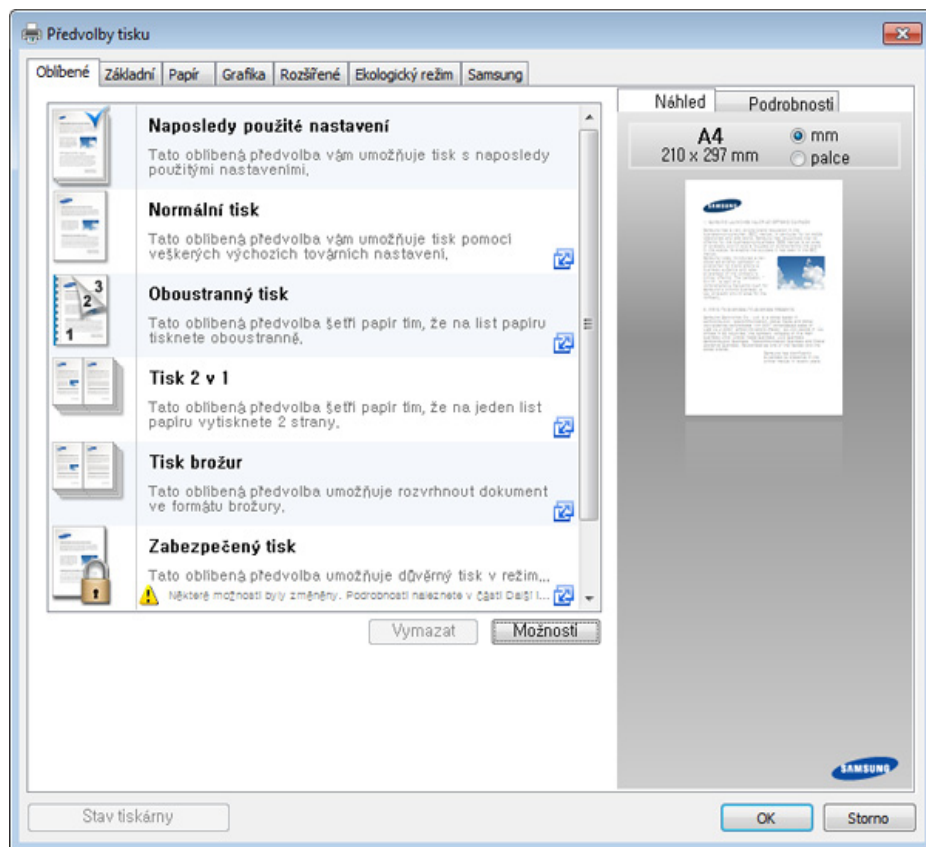 Předvolby tisku
Oblíbené Základní Papír Grafika Rozšířené Ekologický režim Samsung
Naposledy použité nastavení
Tato oblíbená předvolba vám umožňuje tisk s naposledy
použitými nastaveními.
Normální tisk
Tato oblíbená předvolba vám umožňuje tisk pomocí
veškerých výchozích továrních nastavení.
Oboustranný tisk
Tato oblíbená předvolba šetří papír tím, že na list papíru
tisknete oboustranně.
Tisk 2 v 1
Tato oblíbená předvolba šetří papír tím, že na jeden list
papíru vytisknete 2 strany.
Tisk brožur
Tato oblíbená předvolba umožňuje rozvrhnout dokument
ve formátu brožury.
Zabezpečený tisk
Tato oblíbená předvolba umožňuje důvěrný tisk v režim...
Některé možnosti byly změněny. Podrobnosti naleznete v části Další i...
Vymazat Možnosti
Náhled Podrobnosti
A4
210 x 297 mm
mm
palce
SAMSUNG
1 2 3
SAMSUNG
Stav tiskárny
OK Storno